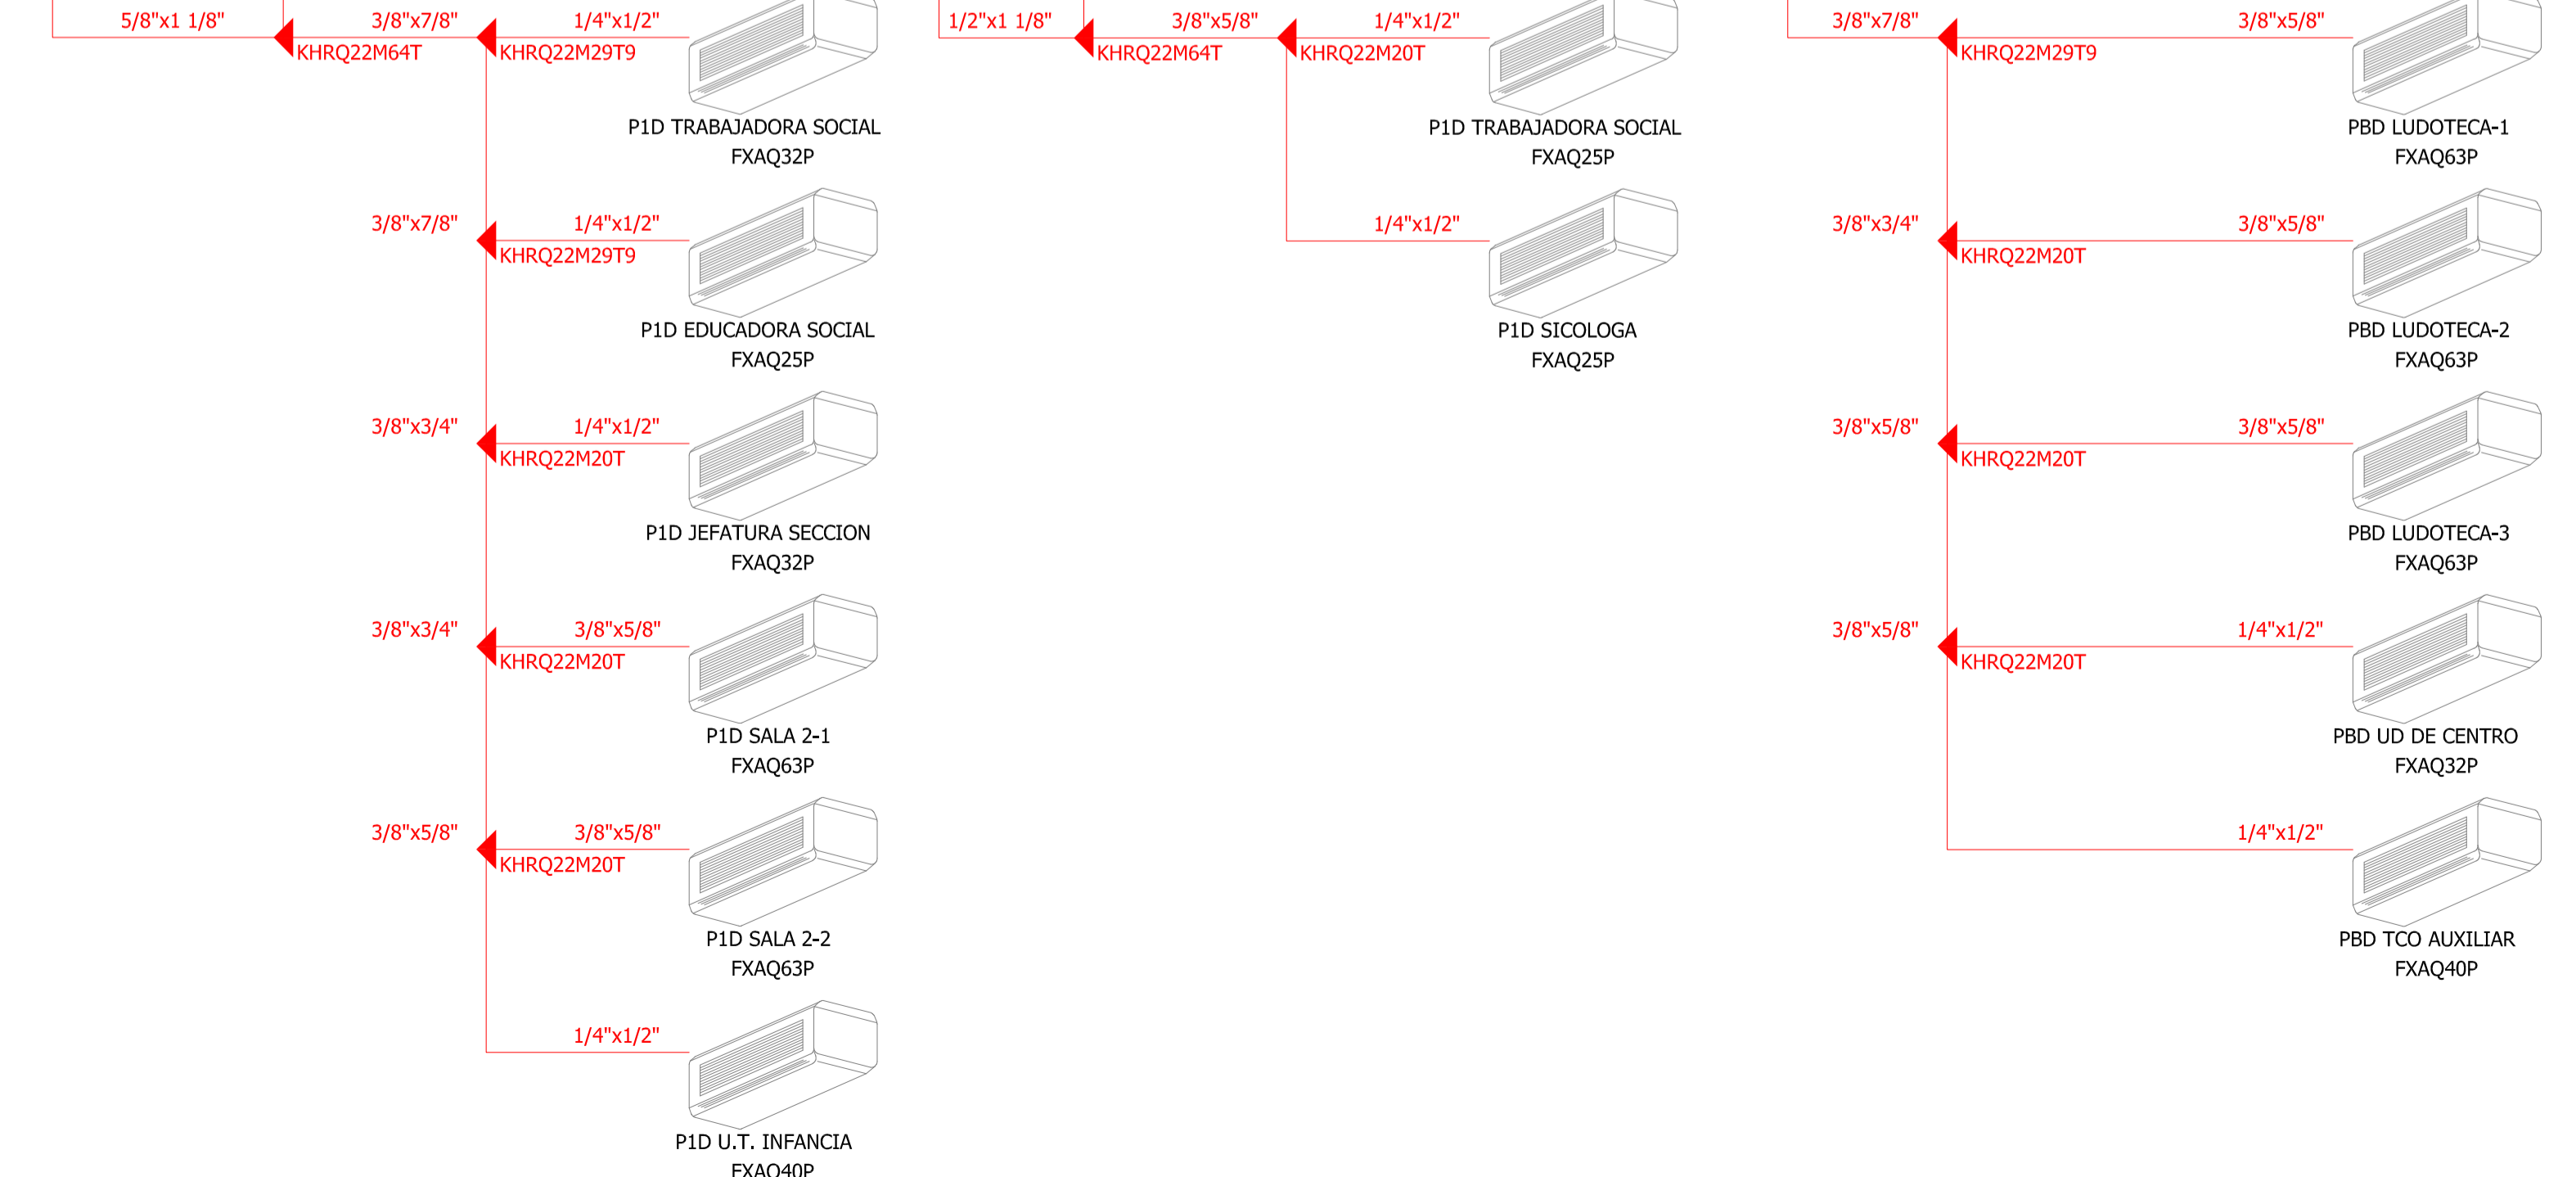 5/8"x1 1/8"
3/8"x7/8"
1/4"x1/2"
KHRQ22M64T
KHRQ22M29T9
P1D TRABAJADORA SOCIAL
FXAQ32P
3/8"x7/8"
1/4"x1/2"
KHRQ22M29T9
P1D EDUCADORA SOCIAL
FXAQ25P
3/8"x3/4"
1/4"x1/2"
KHRQ22M20T
P1D JEFATURA SECCION
FXAQ32P
3/8"x3/4"
3/8"x5/8"
KHRQ22M20T
P1D SALA 2-1
FXAQ63P
3/8"x5/8"
3/8"x5/8"
KHRQ22M20T
P1D SALA 2-2
FXAQ63P
1/4"x1/2"
P1D U.T. INFANCIA
FXAQ40P
1/2"x1 1/8"
3/8"x5/8"
1/4"x1/2"
KHRQ22M64T
KHRQ22M20T
P1D TRABAJADORA SOCIAL
FXAQ25P
1/4"x1/2"
P1D SICOLOGA
FXAQ25P
3/8"x7/8"
3/8"x5/8"
KHRQ22M29T9
PBD LUDOTECA-1
FXAQ63P
3/8"x3/4"
3/8"x5/8"
KHRQ22M20T
PBD LUDOTECA-2
FXAQ63P
3/8"x5/8"
3/8"x5/8"
KHRQ22M20T
PBD LUDOTECA-3
FXAQ63P
3/8"x5/8"
1/4"x1/2"
KHRQ22M20T
PBD UD DE CENTRO
FXAQ32P
1/4"x1/2"
PBD TCO AUXILIAR
FXAQ40P